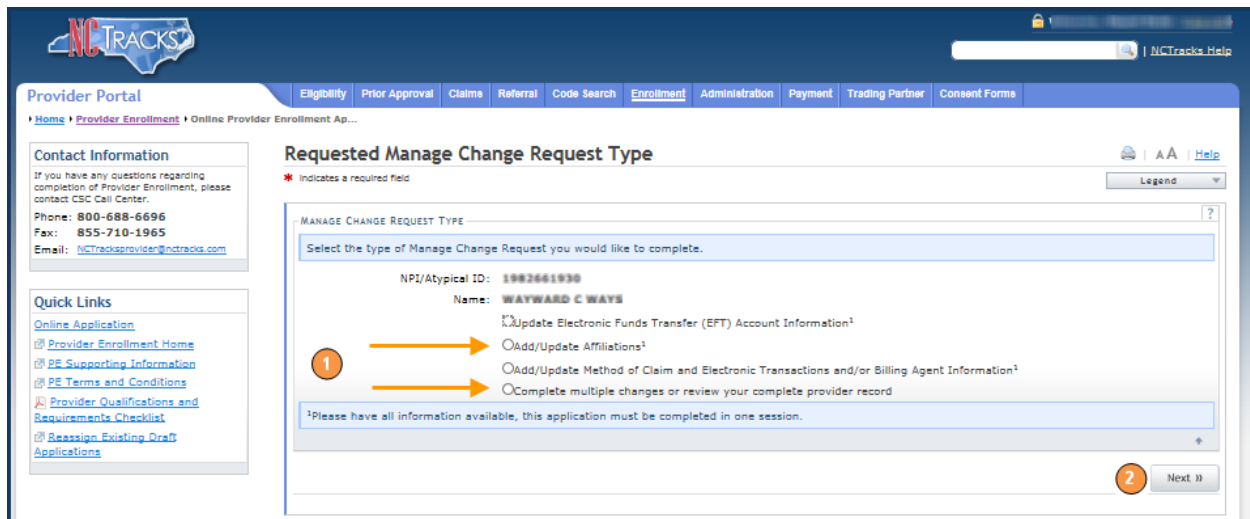 NCTRACKS
| NCTracks Help
Provider Portal
Eligibility Prior Approval Claims Referral Code Search Enrollment Administration Payment Trading Partner Consent Forms
Home Provider Enrollment Online Provider Enrollment Ap...
Contact Information
If you have any questions regarding
completion of Provider Enrollment, please
contact CSC Call Center.
Phone: 800-688-6696
Fax: 855-710-1965
Email: NCTracksprovider@nctracks.com
Quick Links
Online Application
Provider Enrollment Home
PE Supporting Information
PE Terms and Conditions
Provider Qualifications and
Requirements Checklist
Reassign Existing Draft
Applications
Requested Manage Change Request Type
| AA | Help
* indicates a required field
Legend
MANAGE CHANGE REQUEST TYPE
?
Select the type of Manage Change Request you would like to complete.
NPI/Atypical ID:
Name:
Update Electronic Funds Transfer (EFT) Account Information¹
Add/Update Affiliations¹
1
Add/Update Method of Claim and Electronic Transactions and/or Billing Agent Information¹
Complete multiple changes or review your complete provider record
¹Please have all information available, this application must be completed in one session.
2
Next »